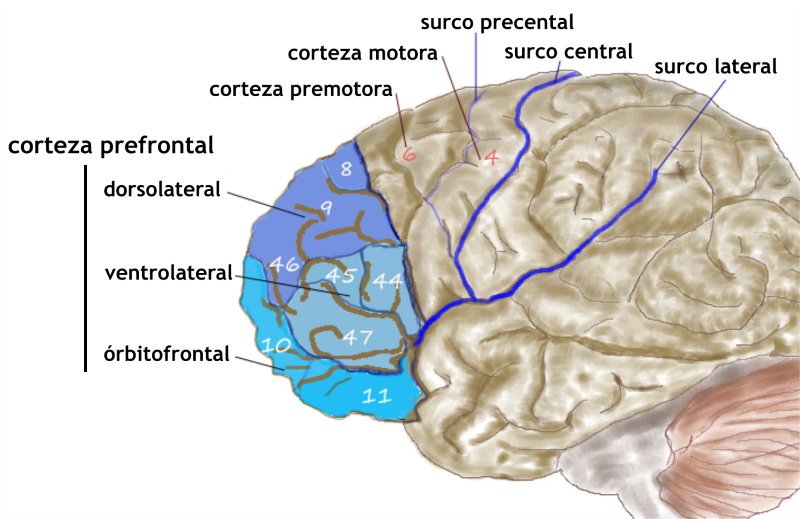 surco precental
corteza motora
surco central
surco lateral
corteza premotora
corteza prefrontal
dorsolateral
ventrolateral
órbitofrontal
6
4
8
9
46
45
44
10
47
11